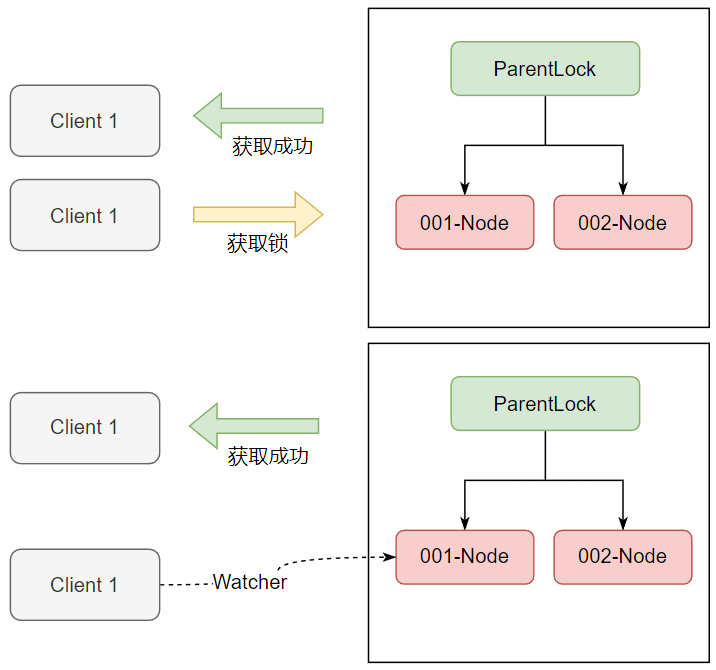 ParentLock
Client 1
获取成功
Client 1
获取锁
001-Node
002-Node
ParentLock
Client 1
获取成功
001-Node
002-Node
Client 1
Watcher